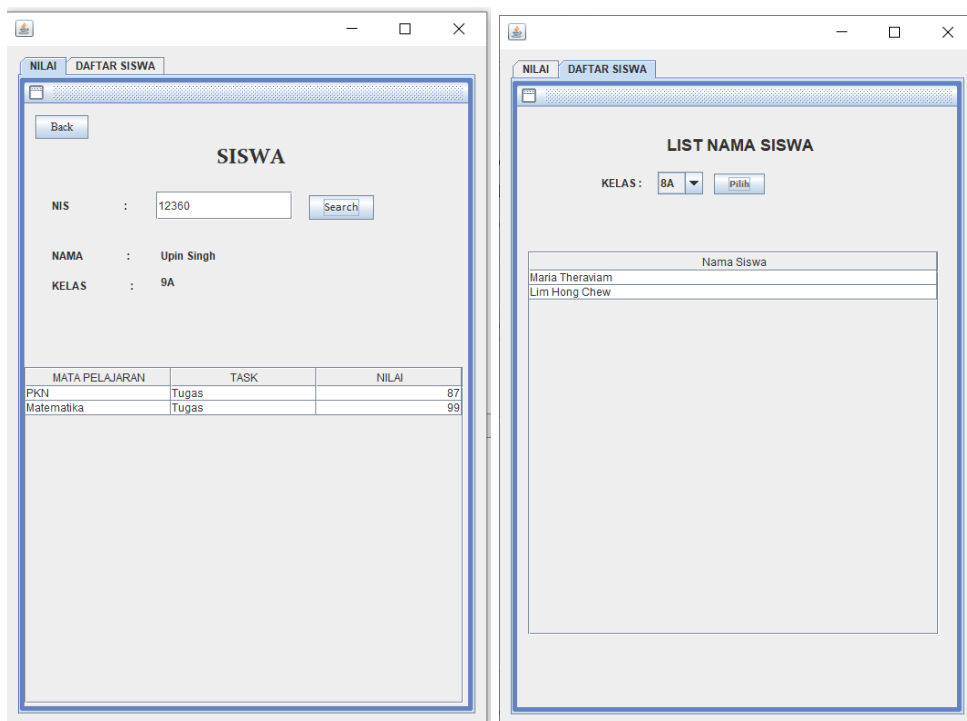 NILAI DAFTAR SISWA
Back
SISWA
NIS : 12360 Search
NAMA : Upin Singh
KELAS : 9A
MATA PELAJARAN TASK NILAI
PKN Tugas 87
Matematika Tugas 99
NILAI DAFTAR SISWA
LIST NAMA SISWA
KELAS : 8A Pilih
Nama Siswa
Maria Theraviam
Lim Hong Chew